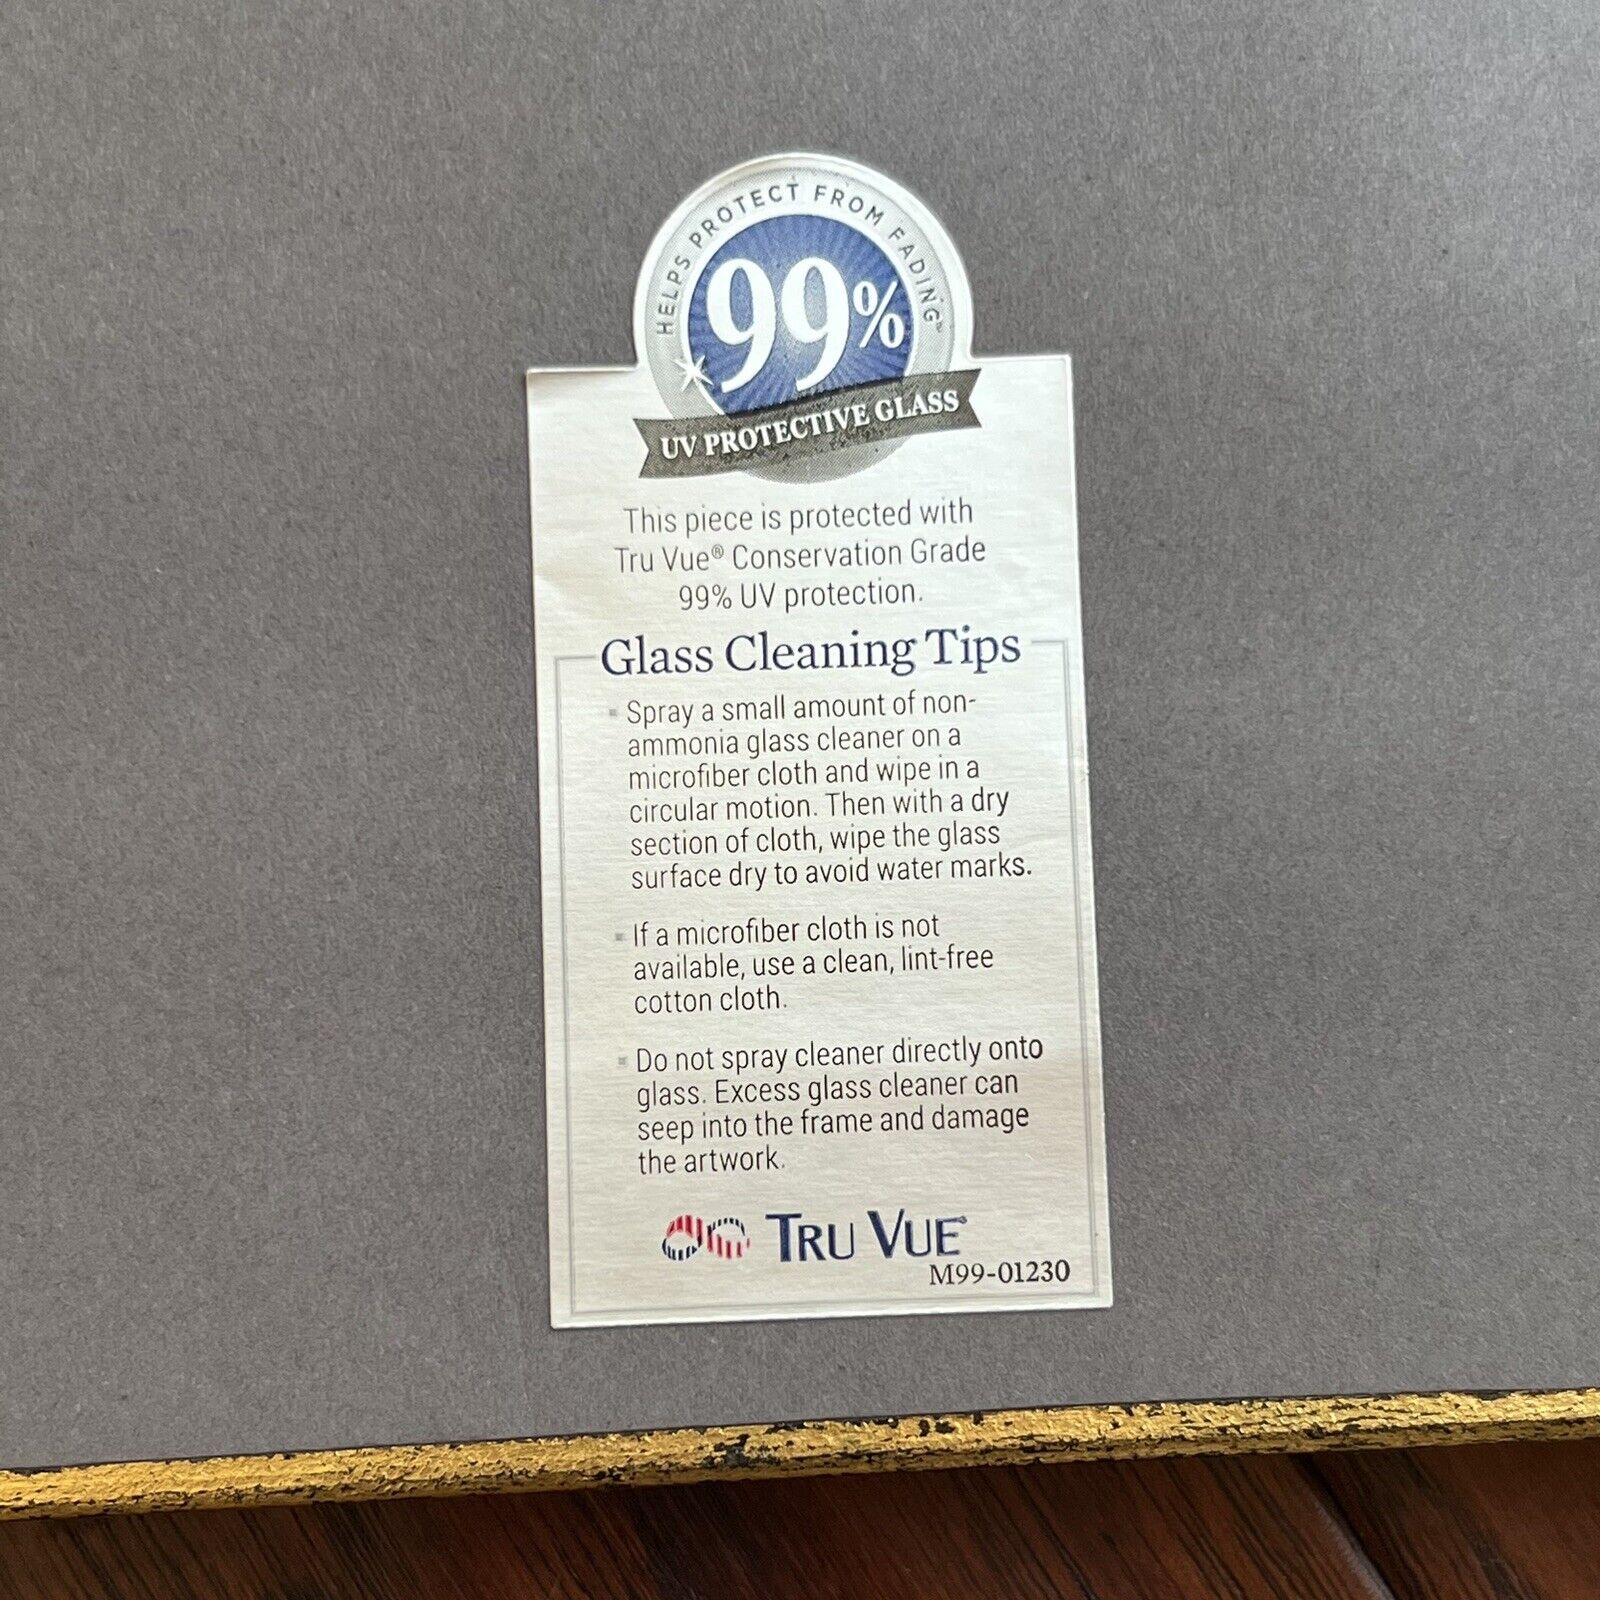 HELPS PROTECT FROM FADING™
99%
UV PROTECTIVE GLASS
This piece is protected with
Tru Vue® Conservation Grade
99% UV protection.
Glass Cleaning Tips
▪ Spray a small amount of non-
ammonia glass cleaner on a
microfiber cloth and wipe in a
circular motion. Then with a dry
section of cloth, wipe the glass
surface dry to avoid water marks.
▪ If a microfiber cloth is not
available, use a clean, lint-free
cotton cloth.
▪ Do not spray cleaner directly onto
glass. Excess glass cleaner can
seep into the frame and damage
the artwork.
TRU VUE®
M99-01230